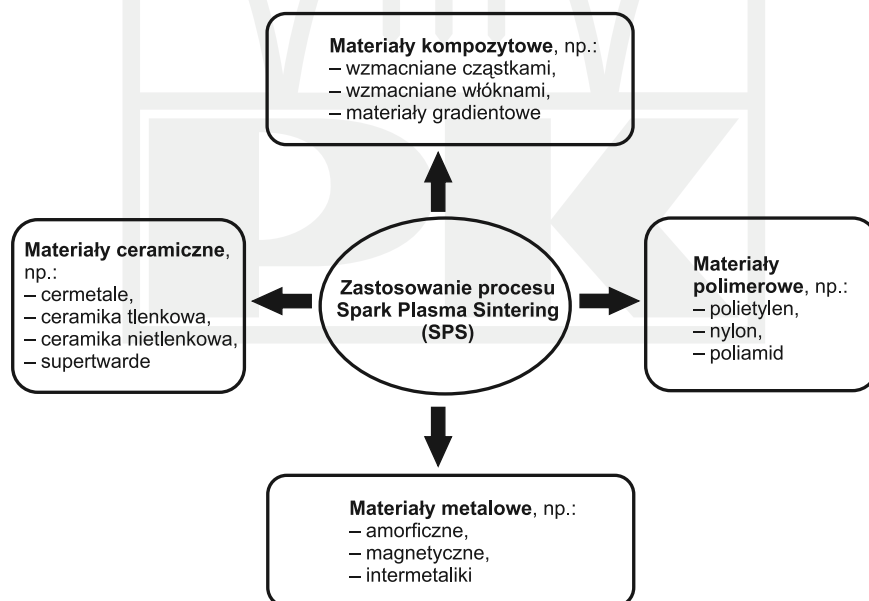 Materiały kompozytowe, np.:
– wzmacniane cząstkami,
– wzmacniane włóknami,
– materiały gradientowe
Materiały ceramiczne,
np.:
– cermetale,
– ceramika tlenkowa,
– ceramika nietlenkowa,
– supertwarde
Zastosowanie procesu
Spark Plasma Sintering
(SPS)
Materiały
polimerowe, np.:
– polietylen,
– nylon,
– poliamid
Materiały metalowe, np.:
– amorficzne,
– magnetyczne,
– intermetaliki